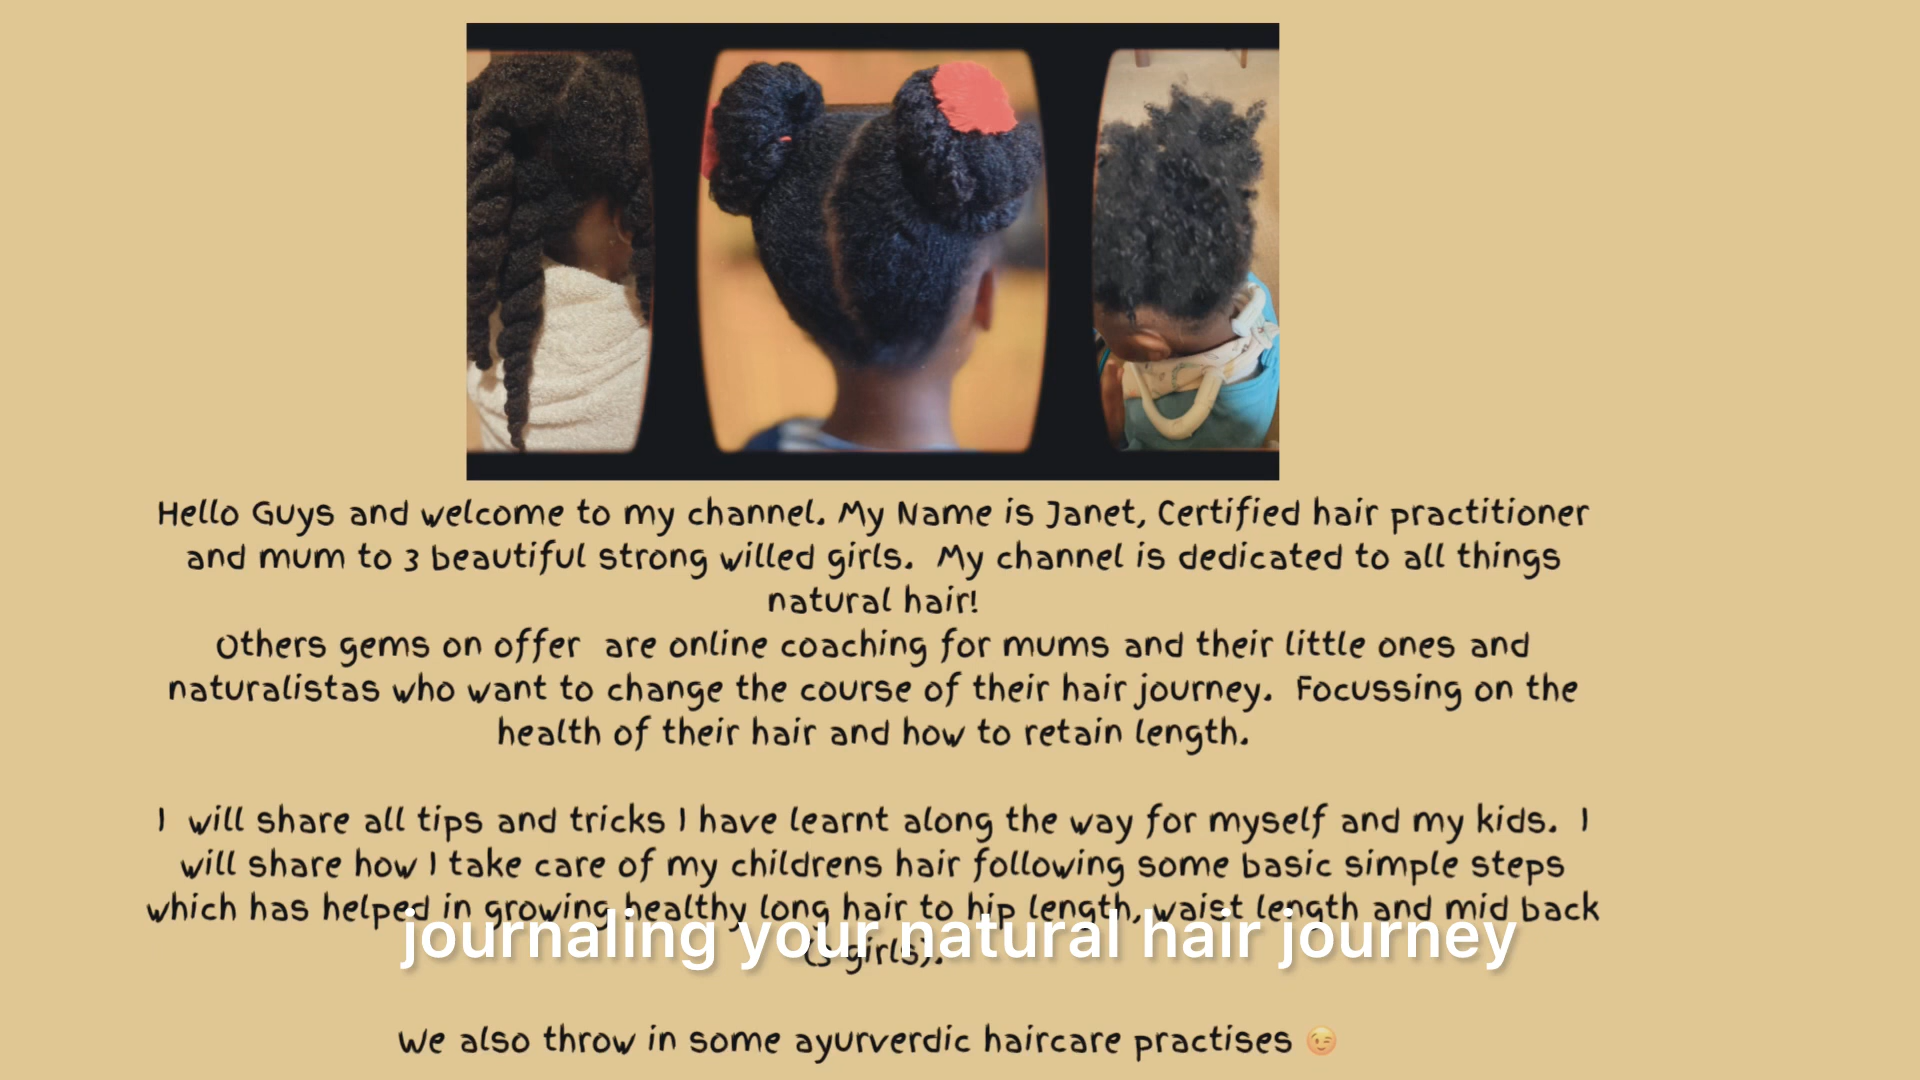 Hello Guys and welcome to my channel. My Name is Janet, Certified hair practitioner
and mum to 3 beautiful strong willed girls. My channel is dedicated to all things
natural hair!
Others gems on offer are online coaching for mums and their little ones and
naturalistas who want to change the course of their hair journey. Focussing on the
health of their hair and how to retain length.
I will share all tips and tricks I have learnt along the way for myself and my kids. I
will share how I take care of my childrens hair following some basic simple steps
which has helped in growing healthy long hair to hip length, waist length and mid back
journaling your natural hair journey
girls).
We also throw in some ayurverdic haircare practises 😉